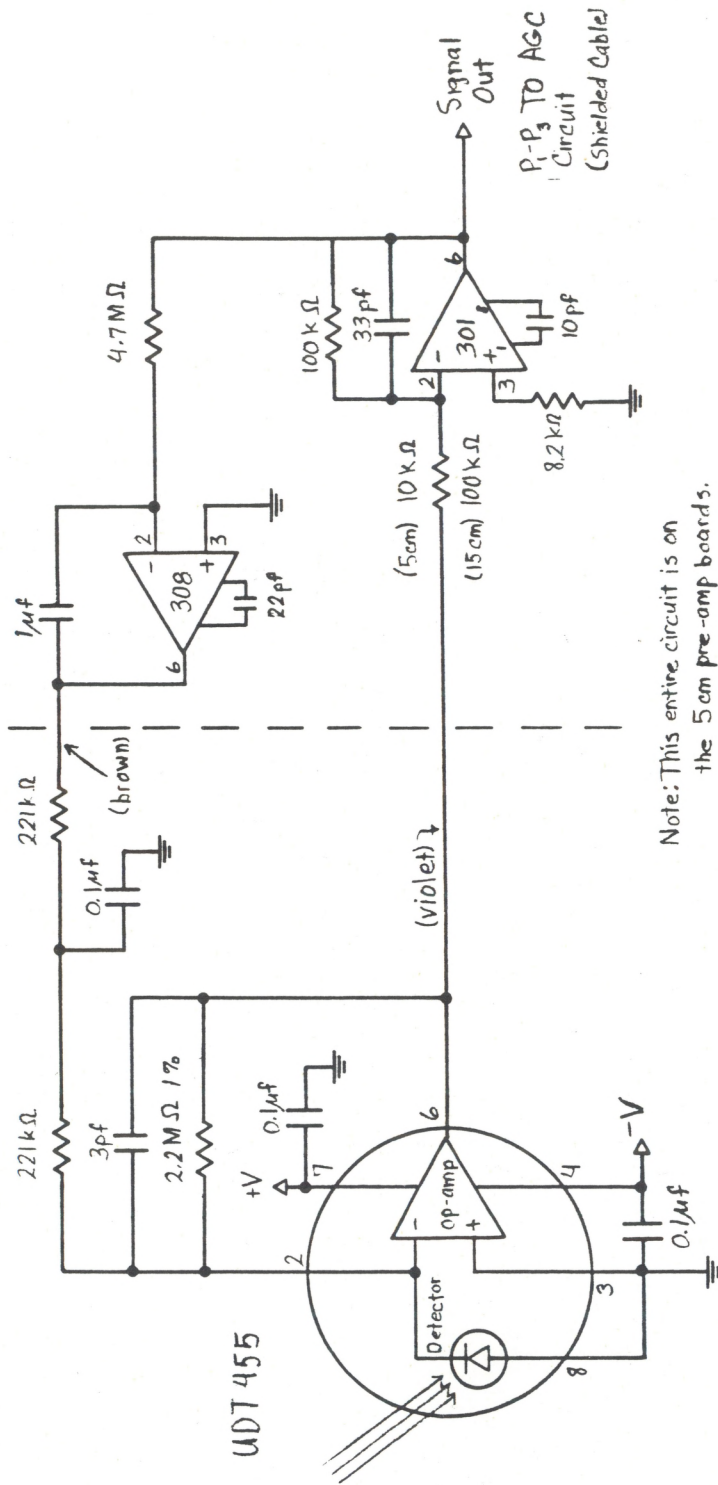 221kΩ
221kΩ
(brown)
0.1µf
1µf
2
-
308
+
3
6
22pf
4.7MΩ
3pf
2.2MΩ 1%
100kΩ
33pf
UDT 455
2
+V
7
0.1µf
Detector
-
op-amp
+
6
8
3
4
-V
0.1µf
(violet)
(5cm) 10kΩ
(15cm) 100kΩ
2
-
301
+
3
6
1
10pf
8.2kΩ
Signal
Out
P1-P3 TO AGC
Circuit
(Shielded Cable)
Note: This entire circuit is on
the 5cm pre-amp boards.